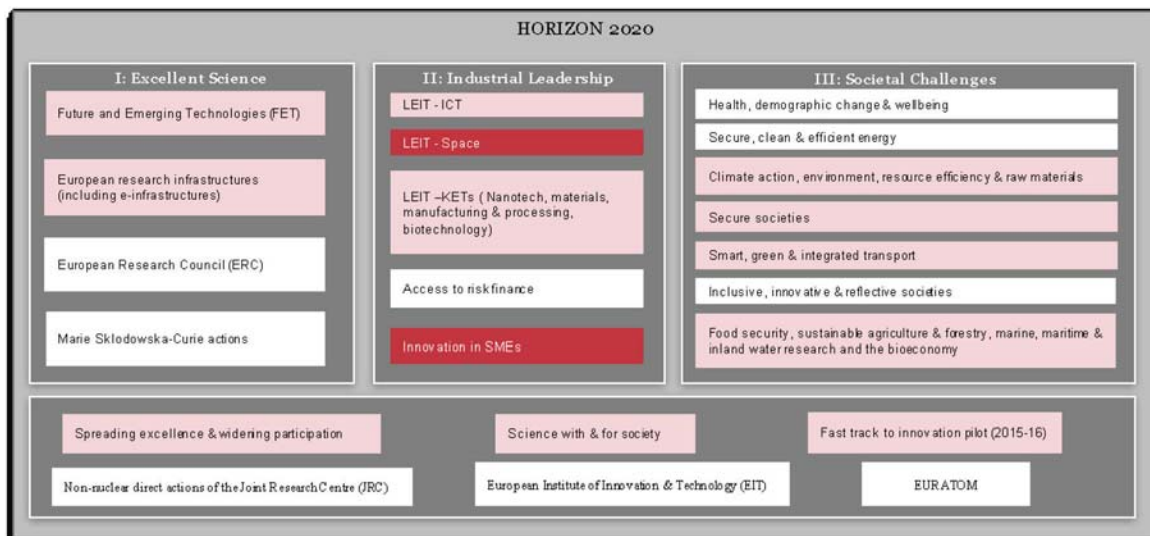 HORIZON 2020
I: Excellent Science
Future and Emerging Technologies (FET)
European research infrastructures
(including e-infrastructures)
European Research Council (ERC)
Marie Sklodowska-Curie actions
II: Industrial Leadership
LEIT - ICT
LEIT - Space
LEIT –KETs ( Nanotech, materials,
manufacturing & processing,
biotechnology)
Access to risk finance
Innovation in SMEs
III: Societal Challenges
Health, demographic change & wellbeing
Secure, clean & efficient energy
Climate action, environment, resource efficiency & raw materials
Secure societies
Smart, green & integrated transport
Inclusive, innovative & reflective societies
Food security, sustainable agriculture & forestry, marine, maritime &
inland water research and the bioeconomy
Spreading excellence & widening participation
Science with & for society
Fast track to innovation pilot (2015-16)
Non-nuclear direct actions of the Joint Research Centre (JRC)
European Institute of Innovation & Technology (EIT)
EURATOM